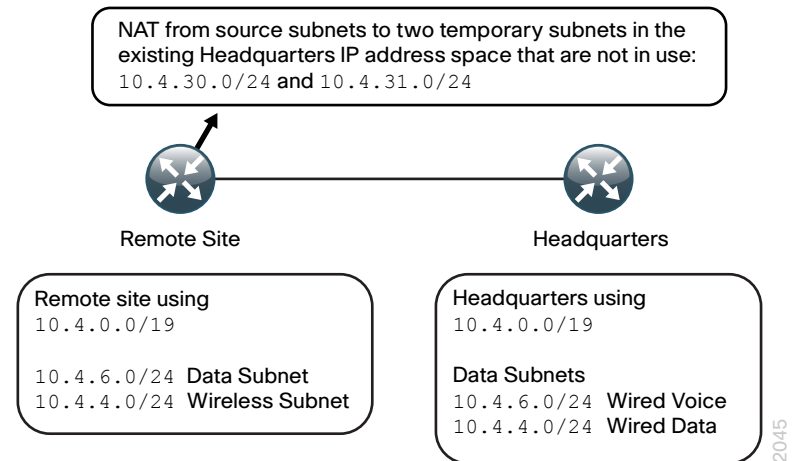 NAT from source subnets to two temporary subnets in the
existing Headquarters IP address space that are not in use:
10.4.30.0/24 and 10.4.31.0/24
Remote Site
Headquarters
Remote site using
10.4.0.0/19
10.4.6.0/24 Data Subnet
10.4.4.0/24 Wireless Subnet
Headquarters using
10.4.0.0/19
Data Subnets
10.4.6.0/24 Wired Voice
10.4.4.0/24 Wired Data
2045